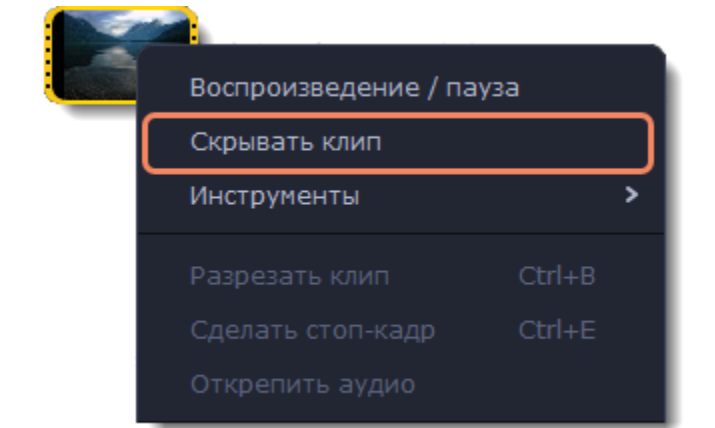 Воспроизведение / пауза
Скрывать клип
Инструменты >
Разрезать клип Ctrl+B
Сделать стоп-кадр Ctrl+E
Открепить аудио